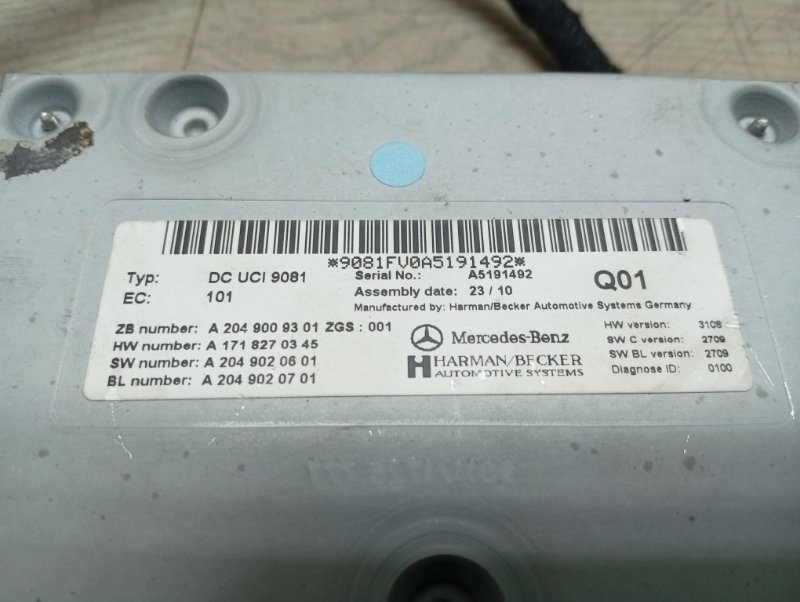 *9081FV0A5191492*
Typ: DC UCI 9081 Serial No.: A5191492 Q01
EC: 101 Assembly date: 23 / 10
Manufactured by: Harman/Becker Automotive Systems Germany
ZB number: A 204 900 93 01 ZGS : 001
HW number: A 171 827 03 45
SW number: A 204 902 06 01
BL number: A 204 902 07 01
Mercedes-Benz
HARMAN/BECKER
AUTOMOTIVE SYSTEMS
HW version: 3108
SW C version: 2709
SW BL version: 2709
Diagnose ID: 0100